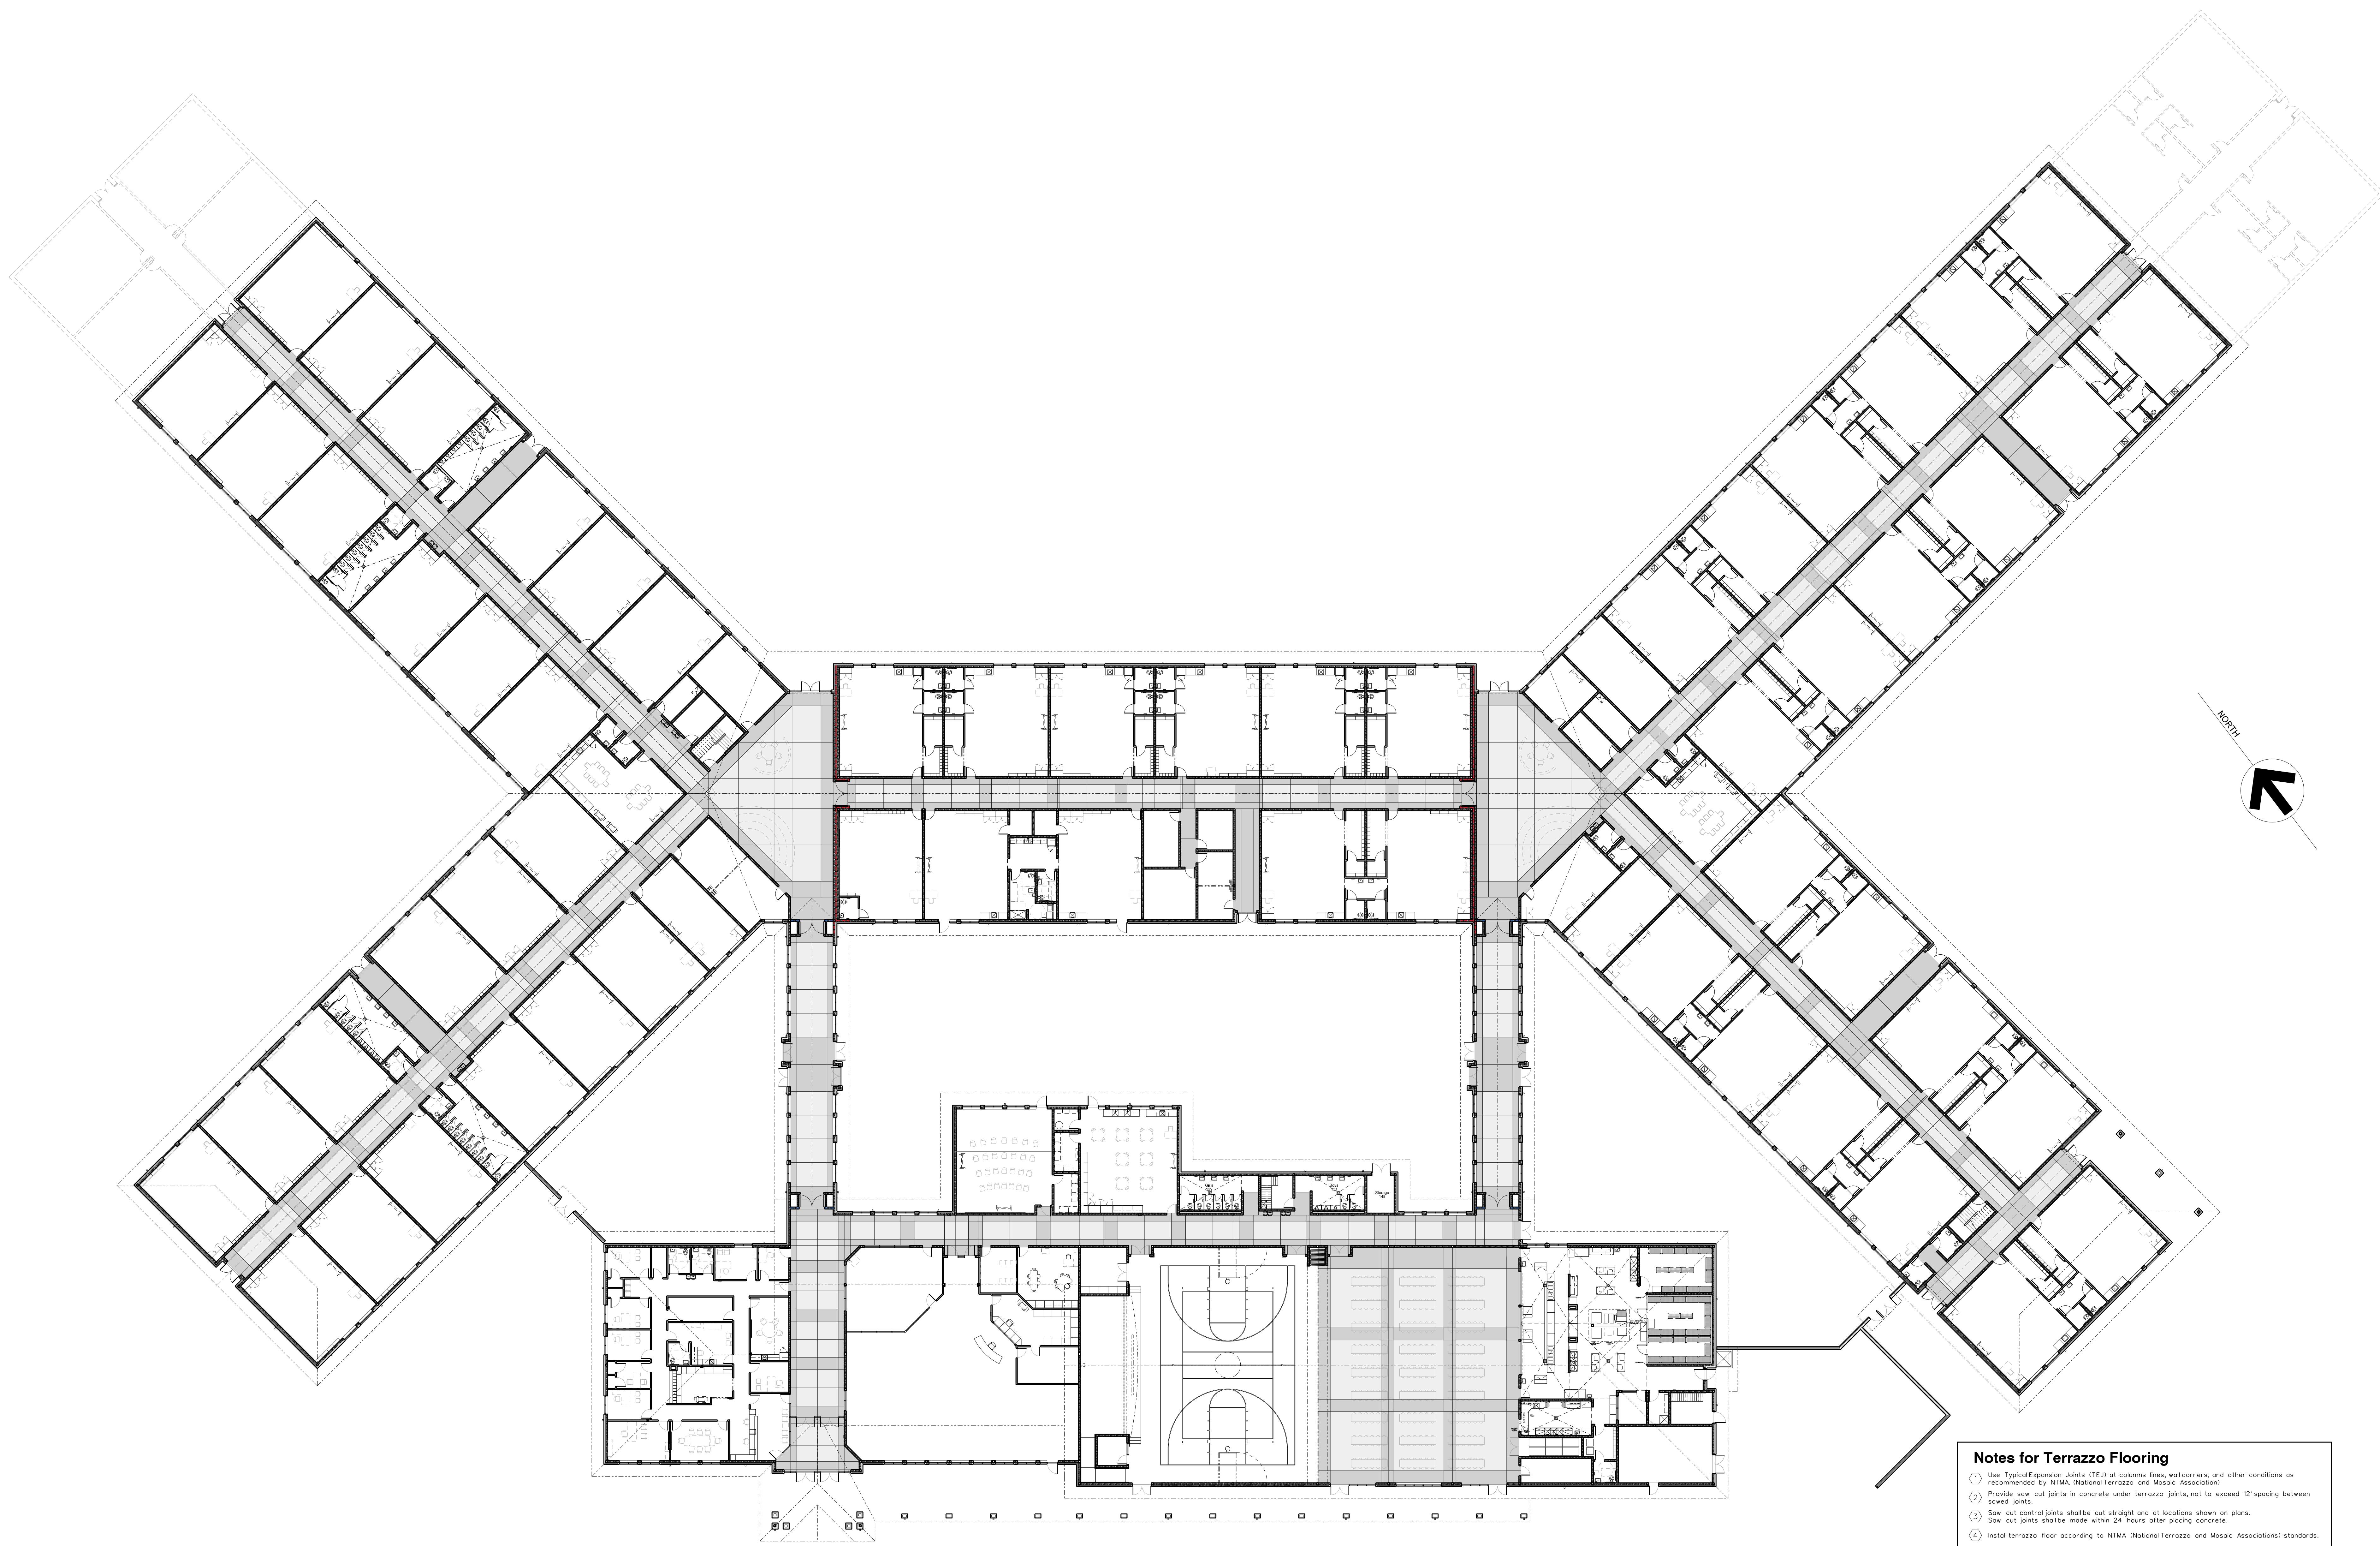 NORTH
Girls
Boys
Storage
Notes for Terrazzo Flooring
1 Use Typical Expansion Joints (TEJ) at columns lines, wall corners, and other conditions as
recommended by NTMA. (National Terrazzo and Mosaic Association)
2 Provide saw cut joints in concrete under terrazzo joints, not to exceed 12' spacing between
sawed joints.
3 Saw cut control joints shall be cut straight and at locations shown on plans.
Saw cut joints shall be made within 24 hours after placing concrete.
4 Install terrazzo floor according to NTMA (National Terrazzo and Mosaic Associations) standards.